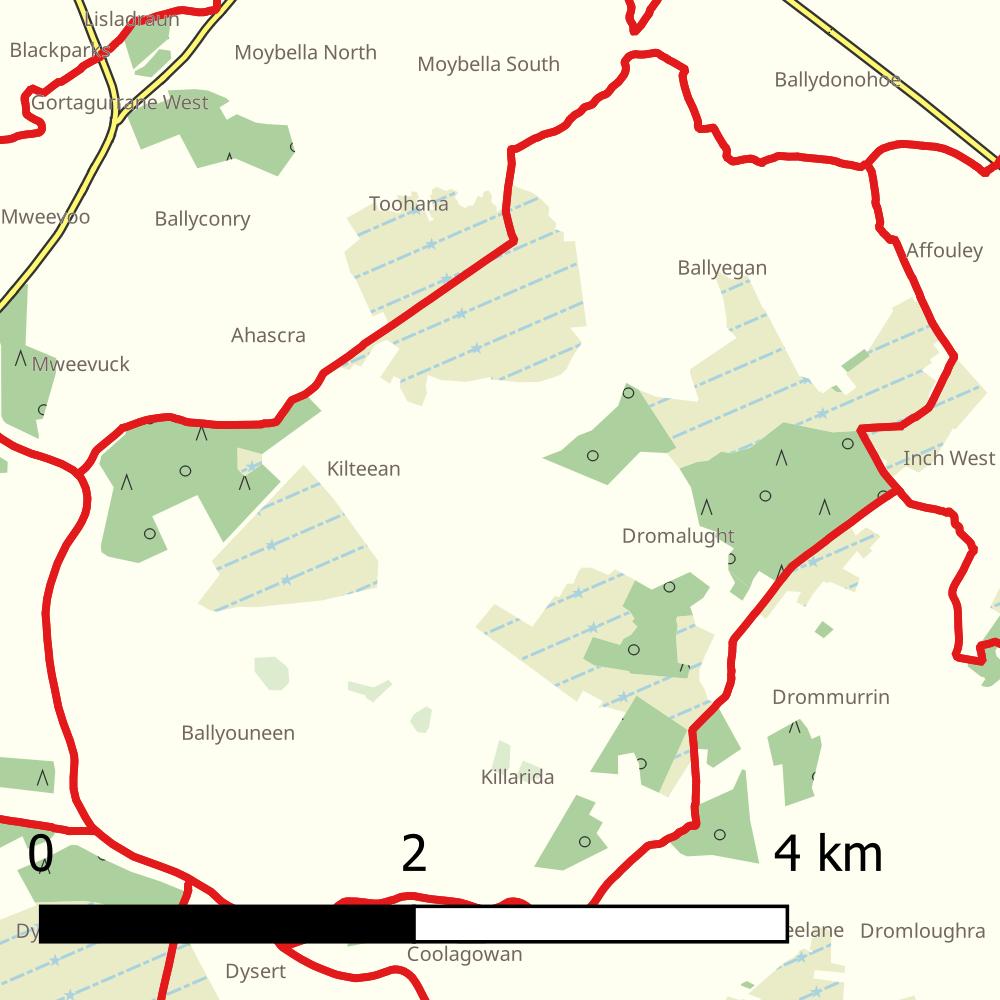 Lisladraun
Blackparks
Moybella North
Moybella South
Ballydonohoe
Gortagurrane West
Toohana
Mweevoo
Ballyconry
Affouley
Ballyegan
Ahascra
Mweevuck
Kilteean
Inch West
Dromalught
Drommurrin
Ballyouneen
Killarida
0 2 4 km
Dy
eelane
Dromloughra
Coolagowan
Dysert